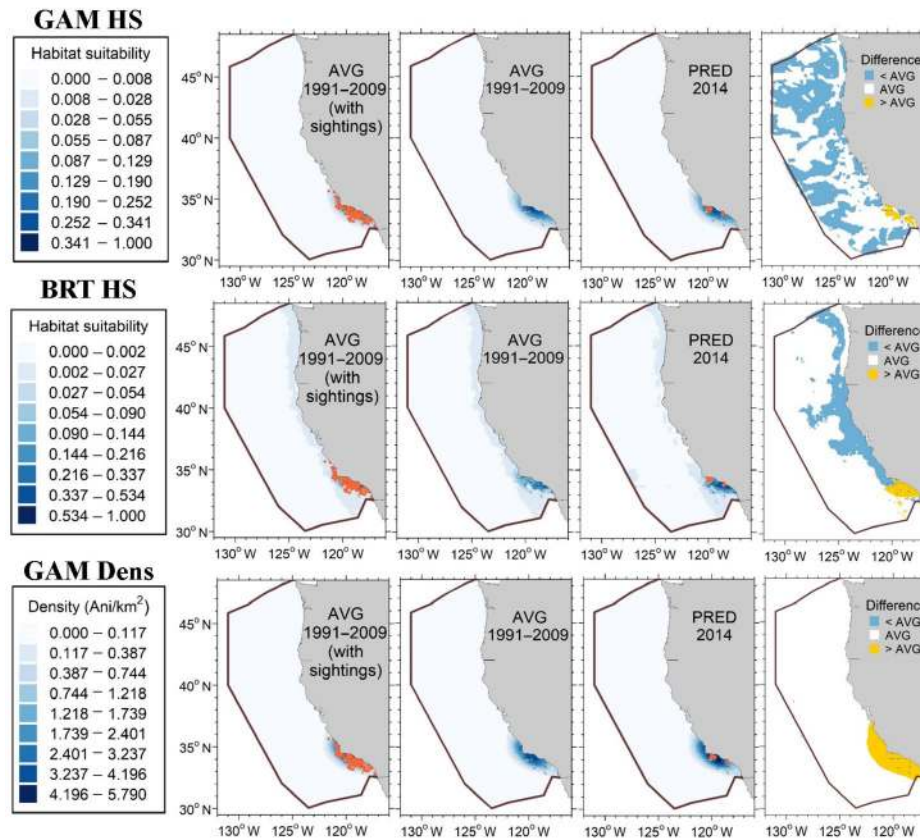 GAM HS
Habitat suitability
0.000 – 0.008
0.008 – 0.028
0.028 – 0.055
0.055 – 0.087
0.087 – 0.129
0.129 – 0.190
0.190 – 0.252
0.252 – 0.341
0.341 – 1.000
45° N
40° N
35° N
30° N
AVG
1991–2009
(with
sightings)
AVG
1991–2009
PRED
2014
Difference
< AVG
AVG
> AVG
130° W 125° 120° W
130° W 125° 120° W
130° W 125° 120° W
130° W 125° 120° W
BRT HS
Habitat suitability
0.000 – 0.002
0.002 – 0.027
0.027 – 0.054
0.054 – 0.090
0.090 – 0.144
0.144 – 0.216
0.216 – 0.337
0.337 – 0.534
0.534 – 1.000
45° N
40° N
35° N
30° N
AVG
1991–2009
(with
sightings)
AVG
1991–2009
PRED
2014
Difference
< AVG
AVG
> AVG
130° W 125° 120° W
130° W 125° 120° W
130° W 125° 120° W
130° W 125° 120° W
GAM Dens
Density (Ani/km²)
0.000 – 0.117
0.117 – 0.387
0.387 – 0.744
0.744 – 1.218
1.218 – 1.739
1.739 – 2.401
2.401 – 3.237
3.237 – 4.196
4.196 – 5.790
45° N
40° N
35° N
30° N
AVG
1991–2009
(with
sightings)
AVG
1991–2009
PRED
2014
Difference
< AVG
AVG
> AVG
130° W 125° W 120° W
130° W 125° W 120° W
130° W 125° W 120° W
130° W 125° W 120° W